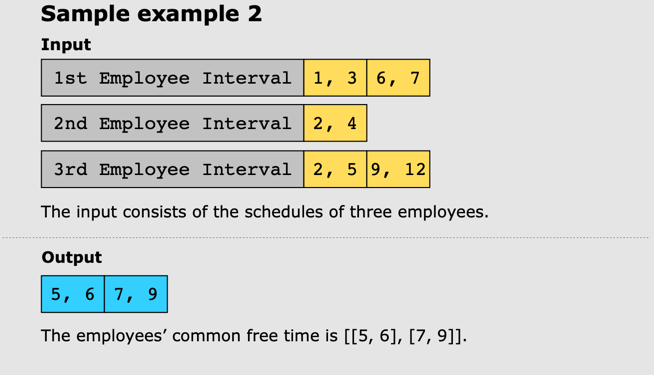 Sample example 2
Input
1st Employee Interval 1, 3 6, 7
2nd Employee Interval 2, 4
3rd Employee Interval 2, 5 9, 12
The input consists of the schedules of three employees.
Output
5, 6 7, 9
The employees’ common free time is [[5, 6], [7, 9]].